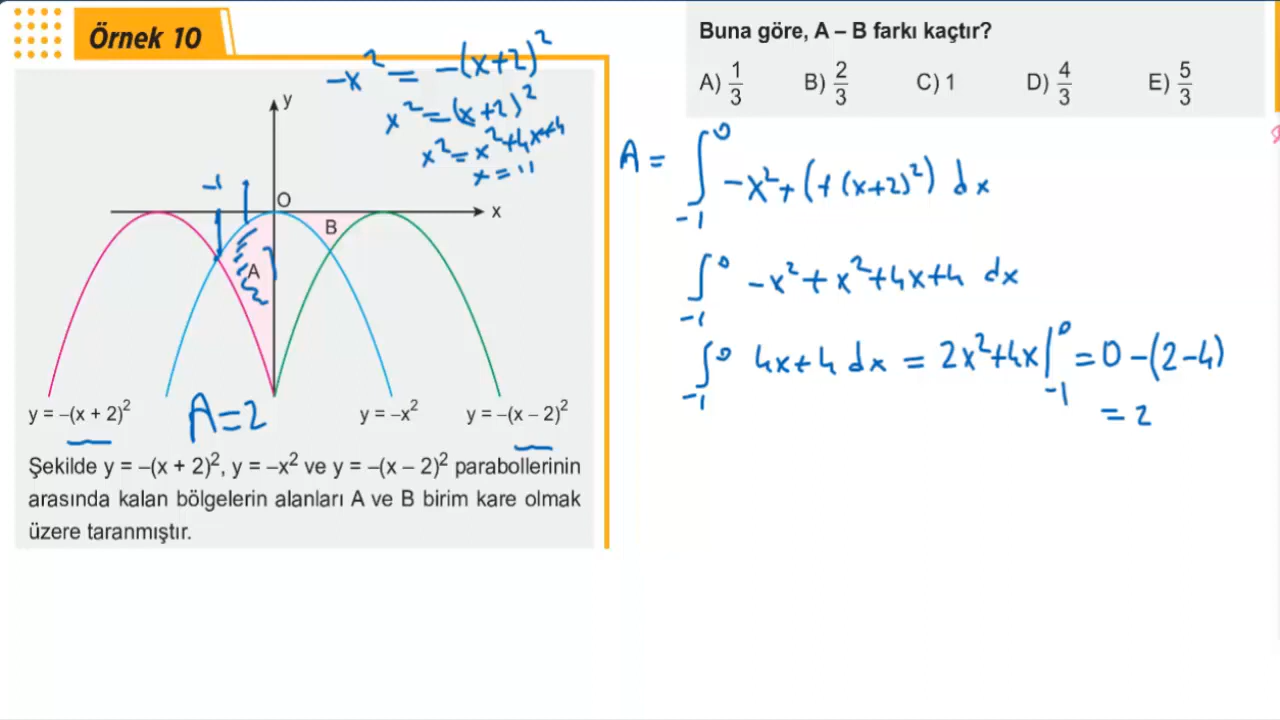 Örnek 10
-x² = -(x+2)²
x² = (x+2)²
x² = x²+4x+4
x = -1
y
-1
O
x
B
A
y = –(x + 2)²
A=2
y = –x²
y = –(x – 2)²
Şekilde y = –(x + 2)², y = –x² ve y = –(x – 2)² parabollerinin
arasında kalan bölgelerin alanları A ve B birim kare olmak
üzere taranmıştır.
Buna göre, A – B farkı kaçtır?
A) 1/3 B) 2/3 C) 1 D) 4/3 E) 5/3
A = ∫₋₁⁰ -x²+(+(x+2)²) dx
∫₋₁⁰ -x²+x²+4x+4 dx
∫₋₁⁰ 4x+4 dx = 2x²+4x|₋₁⁰ = 0-(2-4)
= 2